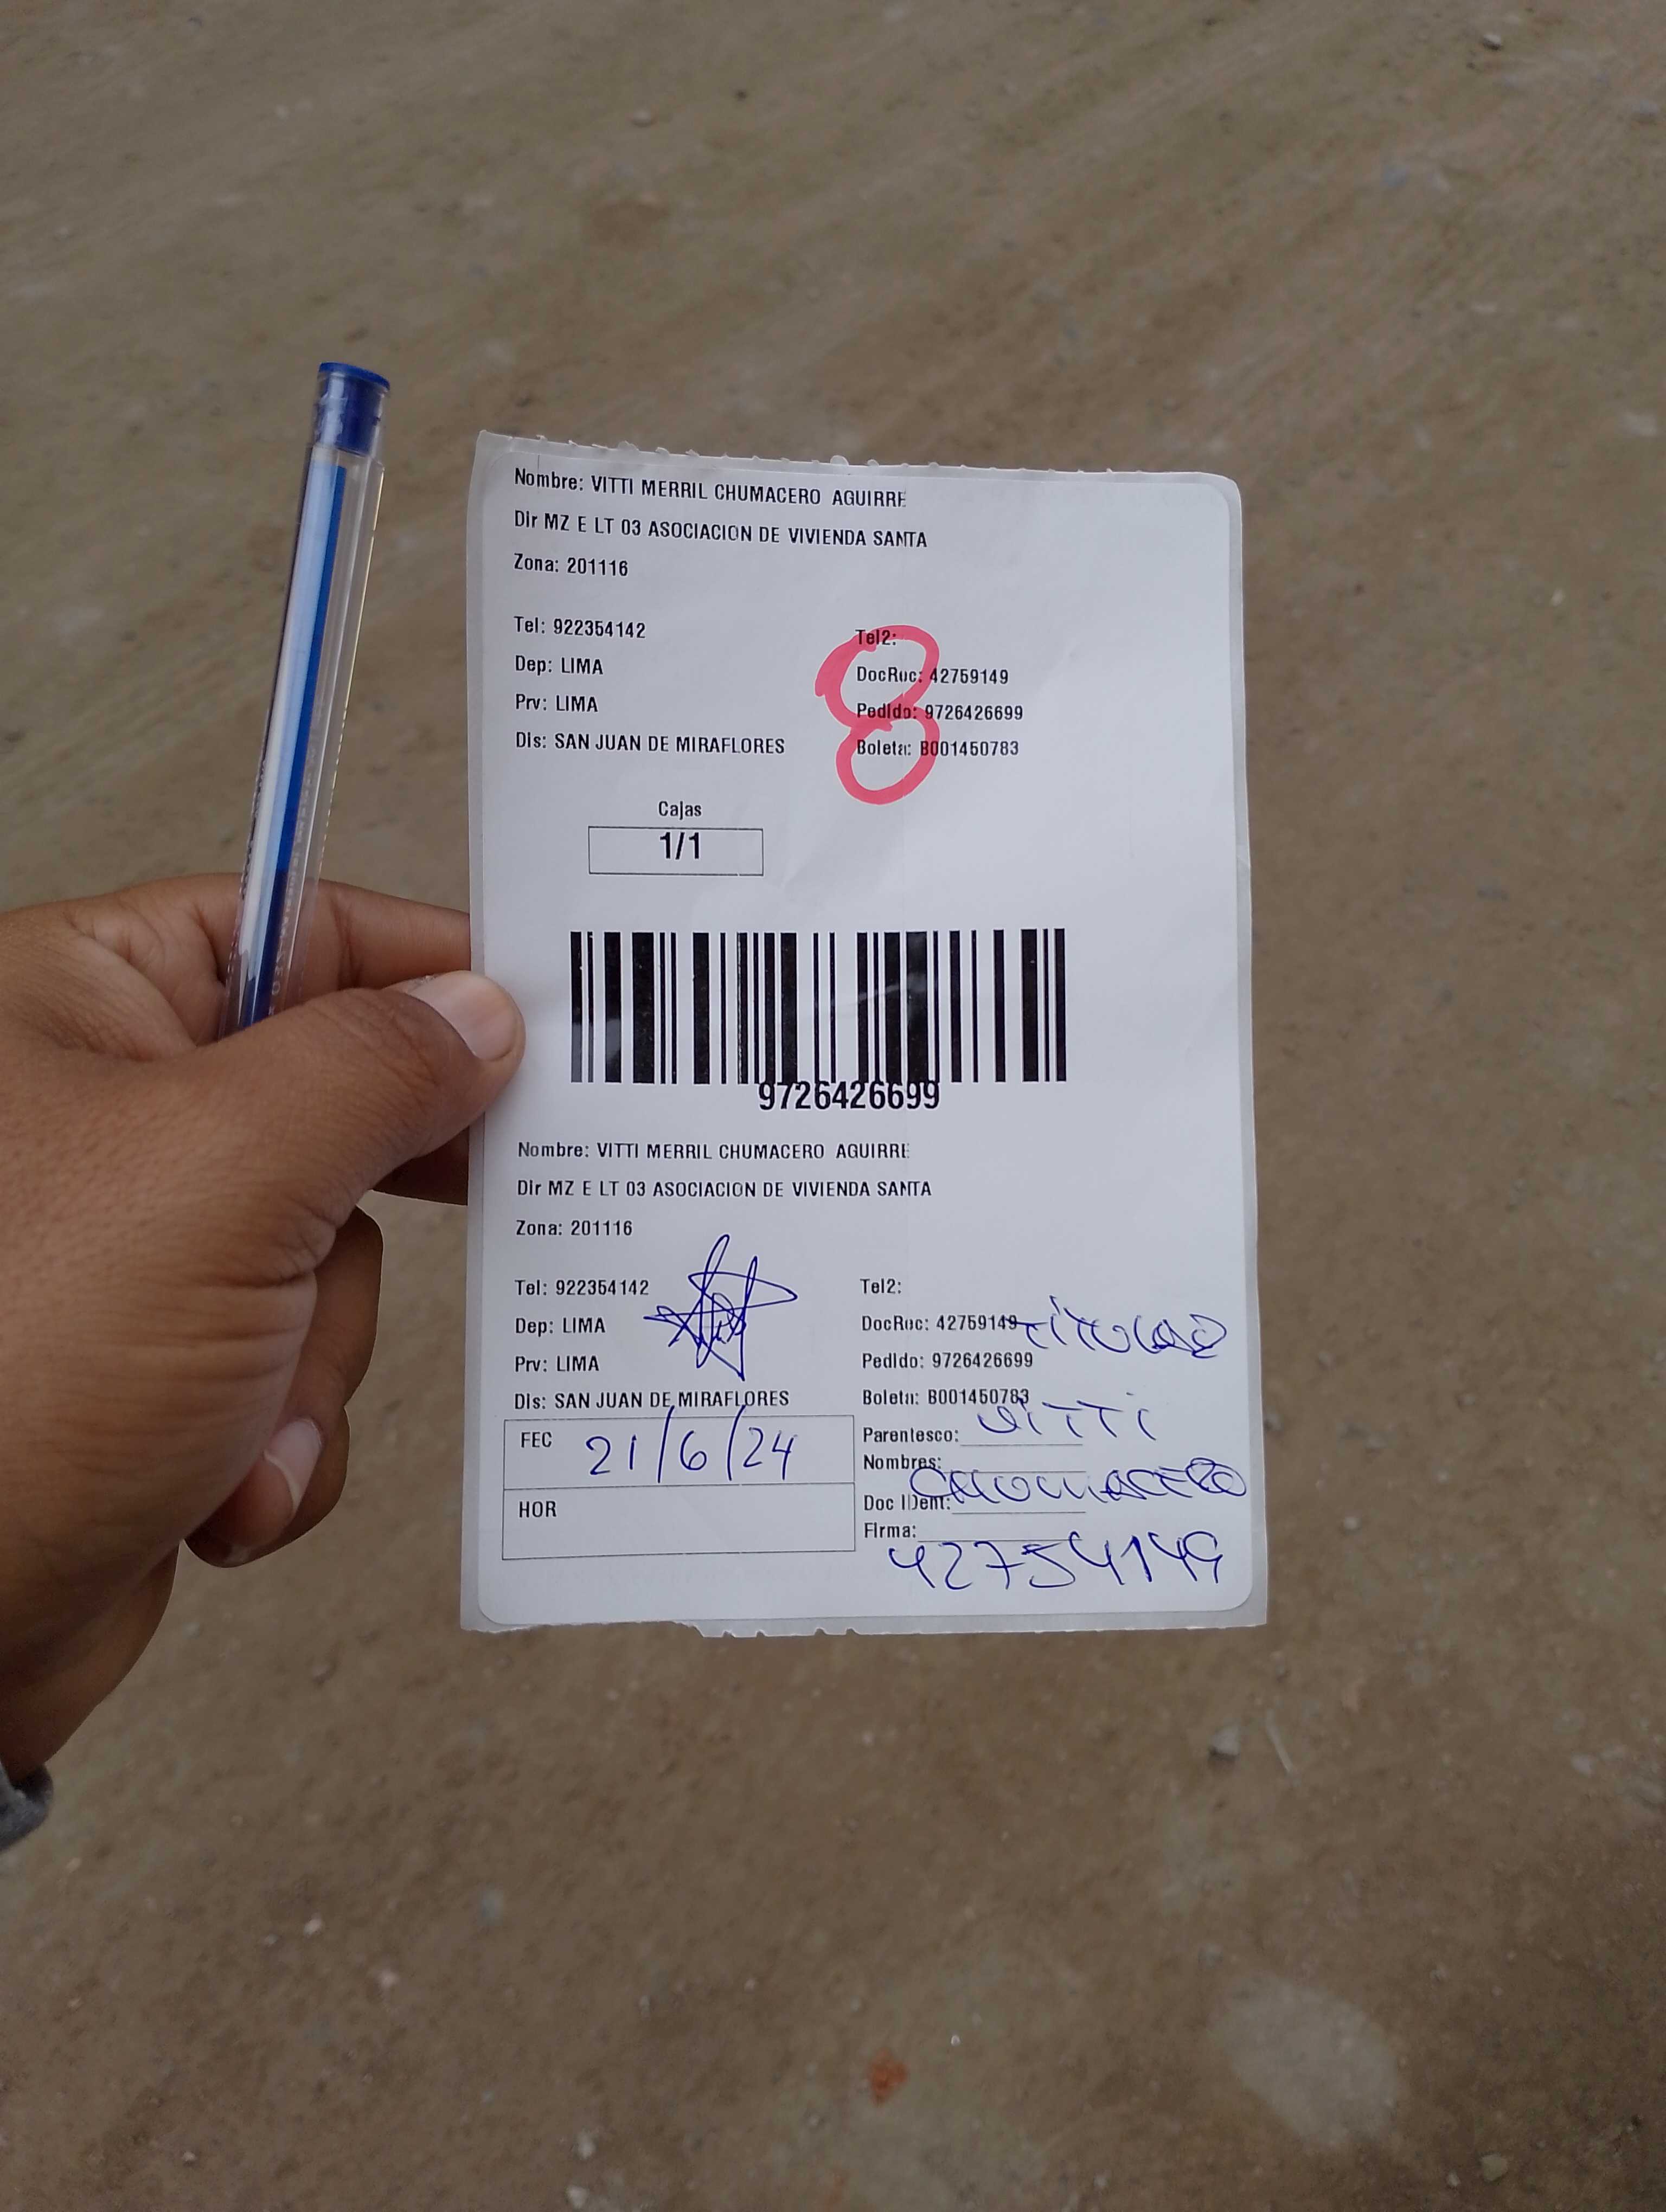 Nombre: VITTI MERRIL CHUMACERO AGUIRRE
Dir MZ E LT 03 ASOCIACION DE VIVIENDA SANTA
Zona: 201116
Tel: 922354142 Tel2:
Dep: LIMA DocRuc: 42759149
Prv: LIMA Pedido: 9726426699
Dis: SAN JUAN DE MIRAFLORES Boleta: B001450783
8
Cajas
1/1
9726426699
Nombre: VITTI MERRIL CHUMACERO AGUIRRE
Dir MZ E LT 03 ASOCIACION DE VIVIENDA SANTA
Zona: 201116
Tel: 922354142 Tel2:
Dep: LIMA DocRuc: 42759149 TITULAR
Prv: LIMA Pedido: 9726426699
Dis: SAN JUAN DE MIRAFLORES Boleta: B001450783
FEC 21/6/24 Parentesco: VITTI
Nombres: CHUMACERO
HOR Doc IDent:
Firma:
42754149